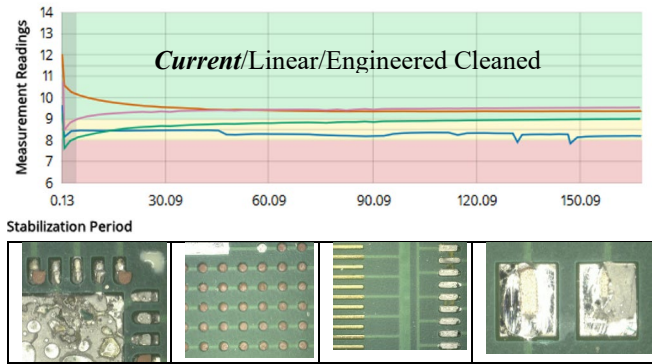 14
13
12
11
10
9
8
7
6
Measurement Readings
Current/Linear/Engineered Cleaned
0.13 30.09 60.09 90.09 120.09 150.09
Stabilization Period